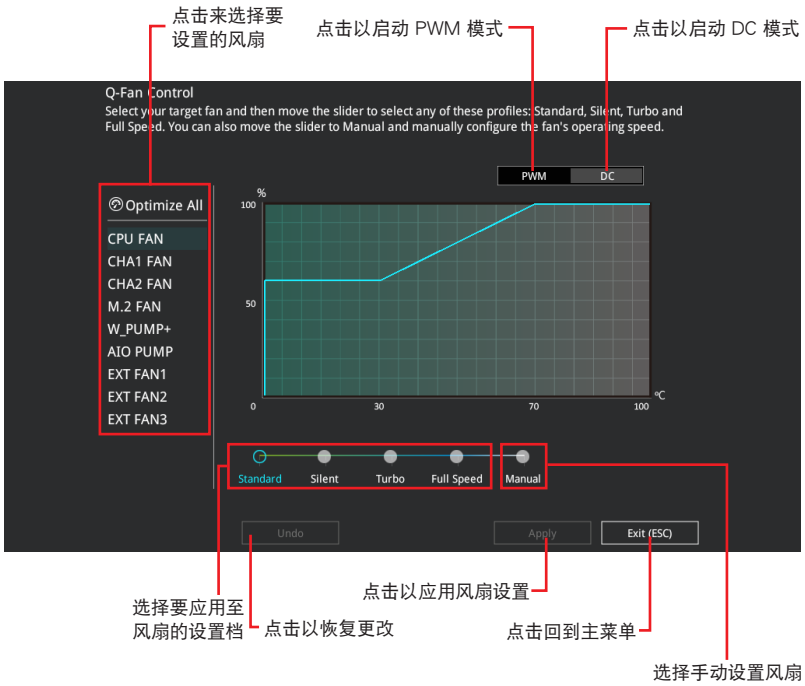 点击来选择要
设置的风扇
点击以启动 PWM 模式
点击以启动 DC 模式
Q-Fan Control
Select your target fan and then move the slider to select any of these profiles: Standard, Silent, Turbo and
Full Speed. You can also move the slider to Manual and manually configure the fan's operating speed.
PWM
DC
Optimize All
CPU FAN
CHA1 FAN
CHA2 FAN
M.2 FAN
W_PUMP+
AIO PUMP
EXT FAN1
EXT FAN2
EXT FAN3
%
100
50
0
30
70
100
ºC
Standard
Silent
Turbo
Full Speed
Manual
Undo
Apply
Exit (ESC)
选择要应用至
风扇的设置档
点击以恢复更改
点击以应用风扇设置
点击回到主菜单
选择手动设置风扇